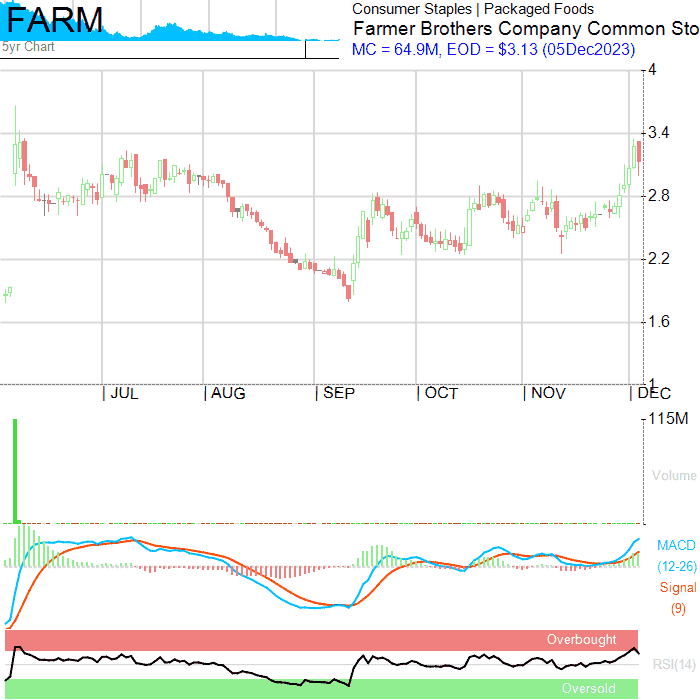 FARM
5yr Chart
Consumer Staples | Packaged Foods
Farmer Brothers Company Common Sto
MC = 64.9M, EOD = $3.13 (05Dec2023)
4
3.4
2.8
2.2
1.6
1
| JUL | AUG | SEP | OCT | NOV | DEC
115M
Volume
MACD
(12-26)
Signal
(9)
Overbought
RSI(14)
Oversold